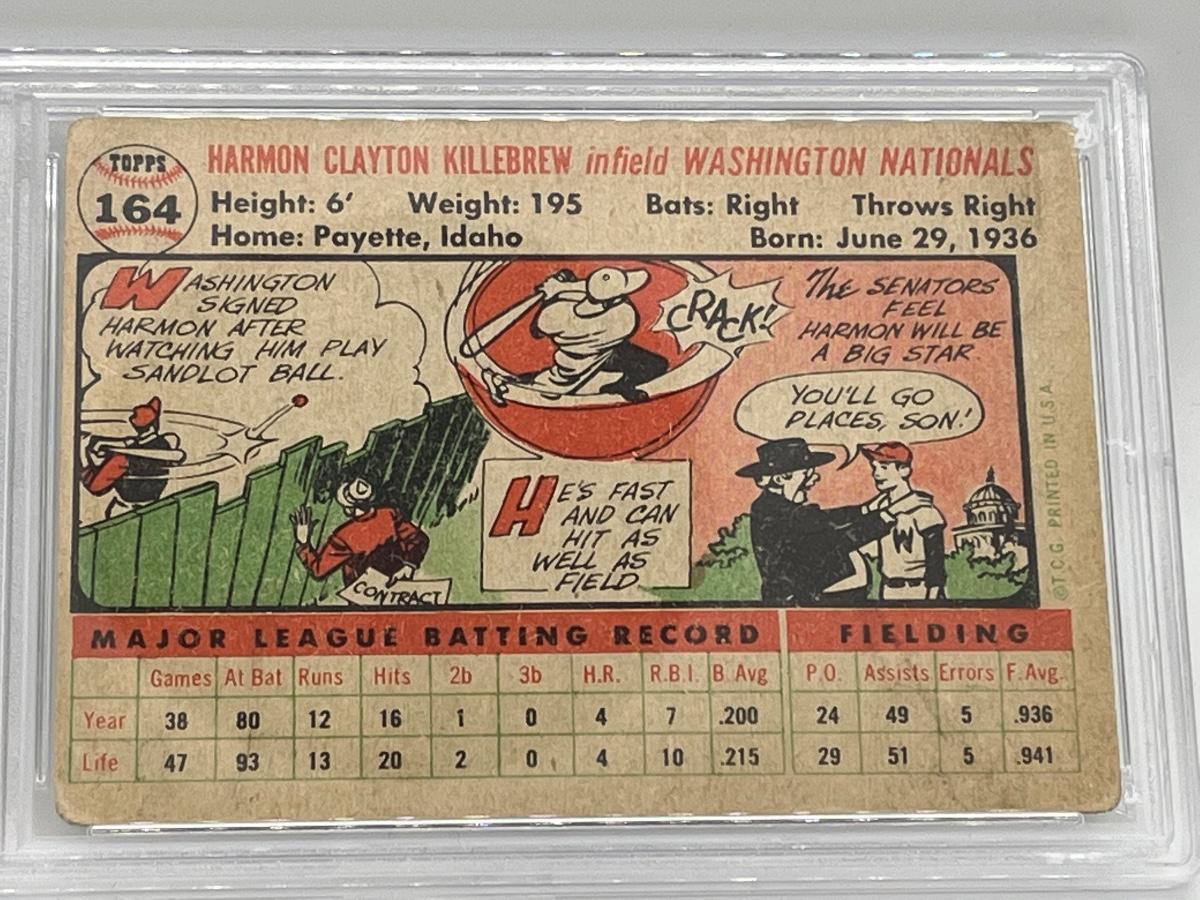 TOPPS
164
HARMON CLAYTON KILLEBREW infield WASHINGTON NATIONALS
Height: 6' Weight: 195 Bats: Right Throws Right
Home: Payette, Idaho Born: June 29, 1936
WASHINGTON
SIGNED
HARMON AFTER
WATCHING HIM PLAY
SANDLOT BALL.
CONTRACT
CRACK!
HE'S FAST
AND CAN
HIT AS
WELL AS
FIELD
The SENATORS
FEEL
HARMON WILL BE
A BIG STAR
YOU'LL GO
PLACES, SON!
W
©T.C.G. PRINTED IN U.S.A.
MAJOR LEAGUE BATTING RECORD FIELDING
Games At Bat Runs Hits 2b 3b H.R. R.B.I. B. Avg P.O. Assists Errors F. Avg.
Year 38 80 12 16 1 0 4 7 .200 24 49 5 .936
Life 47 93 13 20 2 0 4 10 .215 29 51 5 .941